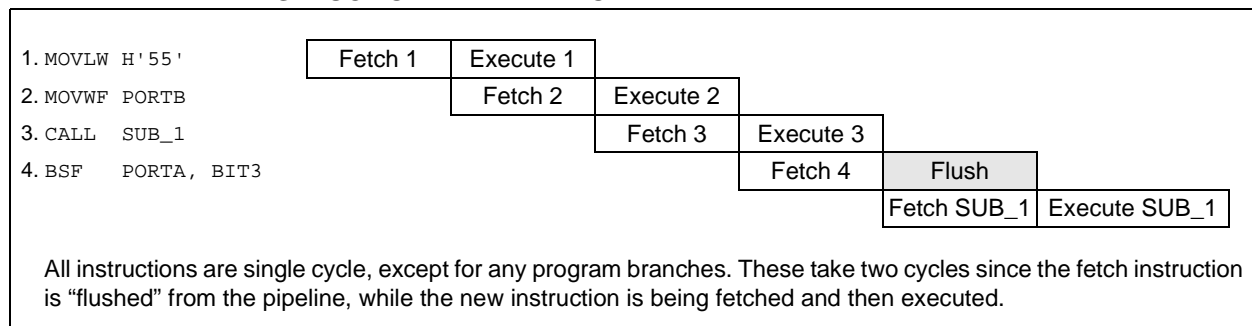 1. MOVLW H'55' Fetch 1 Execute 1
2. MOVWF PORTB Fetch 2 Execute 2
3. CALL SUB_1 Fetch 3 Execute 3
4. BSF PORTA, BIT3 Fetch 4 Flush
Fetch SUB_1 Execute SUB_1
All instructions are single cycle, except for any program branches. These take two cycles since the fetch instruction
is “flushed” from the pipeline, while the new instruction is being fetched and then executed.